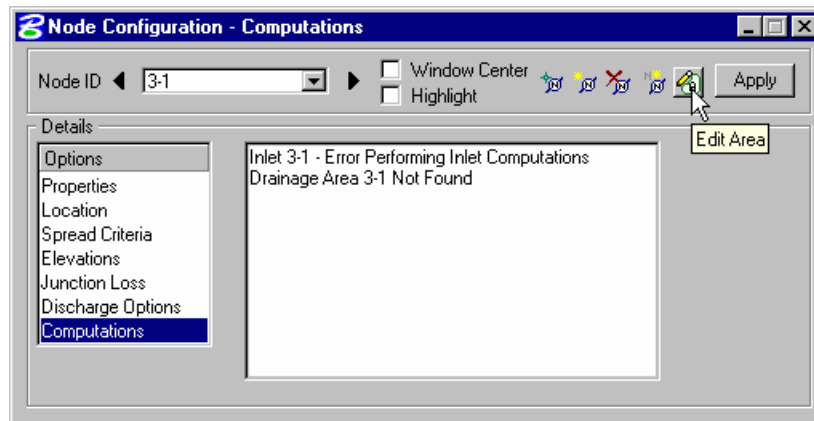 Node Configuration - Computations
Node ID 3-1 Window Center Apply
Highlight
Edit Area
Details
Options
Properties
Location
Spread Criteria
Elevations
Junction Loss
Discharge Options
Computations
Inlet 3-1 - Error Performing Inlet Computations
Drainage Area 3-1 Not Found